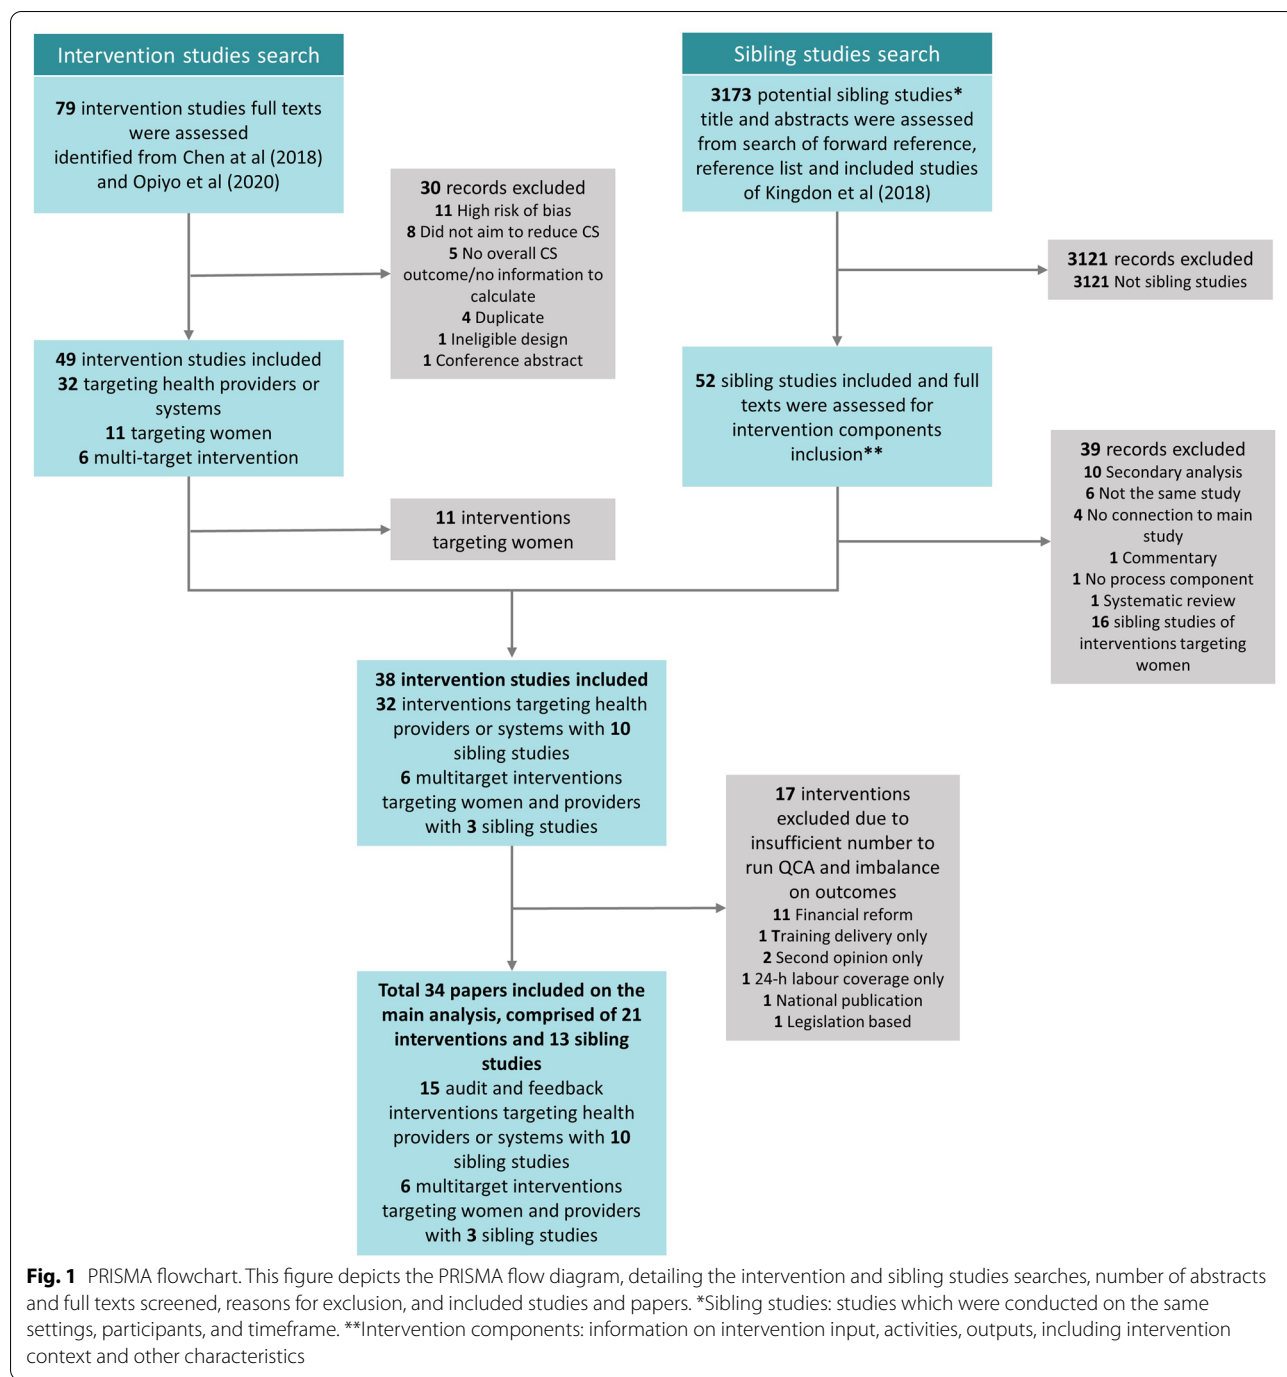 Intervention studies search
79 intervention studies full texts
were assessed
identified from Chen at al (2018)
and Opiyo et al (2020)
30 records excluded
11 High risk of bias
8 Did not aim to reduce CS
5 No overall CS
outcome/no information to
calculate
4 Duplicate
1 Ineligible design
1 Conference abstract
49 intervention studies included
32 targeting health providers or
systems
11 targeting women
6 multi-target intervention
11 interventions
targeting women
Sibling studies search
3173 potential sibling studies*
title and abstracts were assessed
from search of forward reference,
reference list and included studies
of Kingdon et al (2018)
3121 records excluded
3121 Not sibling studies
52 sibling studies included and full
texts were assessed for
intervention components
inclusion**
39 records excluded
10 Secondary analysis
6 Not the same study
4 No connection to main
study
1 Commentary
1 No process component
1 Systematic review
16 sibling studies of
interventions targeting
women
38 intervention studies included
32 interventions targeting health
providers or systems with 10
sibling studies
6 multitarget interventions
targeting women and providers
with 3 sibling studies
17 interventions
excluded due to
insufficient number to
run QCA and imbalance
on outcomes
11 Financial reform
1 Training delivery only
2 Second opinion only
1 24-h labour coverage only
1 National publication
1 Legislation based
Total 34 papers included on the
main analysis, comprised of 21
interventions and 13 sibling
studies
15 audit and feedback
interventions targeting health
providers or systems with 10
sibling studies
6 multitarget interventions
targeting women and providers
with 3 sibling studies
Fig. 1 PRISMA flowchart. This figure depicts the PRISMA flow diagram, detailing the intervention and sibling studies searches, number of abstracts
and full texts screened, reasons for exclusion, and included studies and papers. *Sibling studies: studies which were conducted on the same
settings, participants, and timeframe. **Intervention components: information on intervention input, activities, outputs, including intervention
context and other characteristics